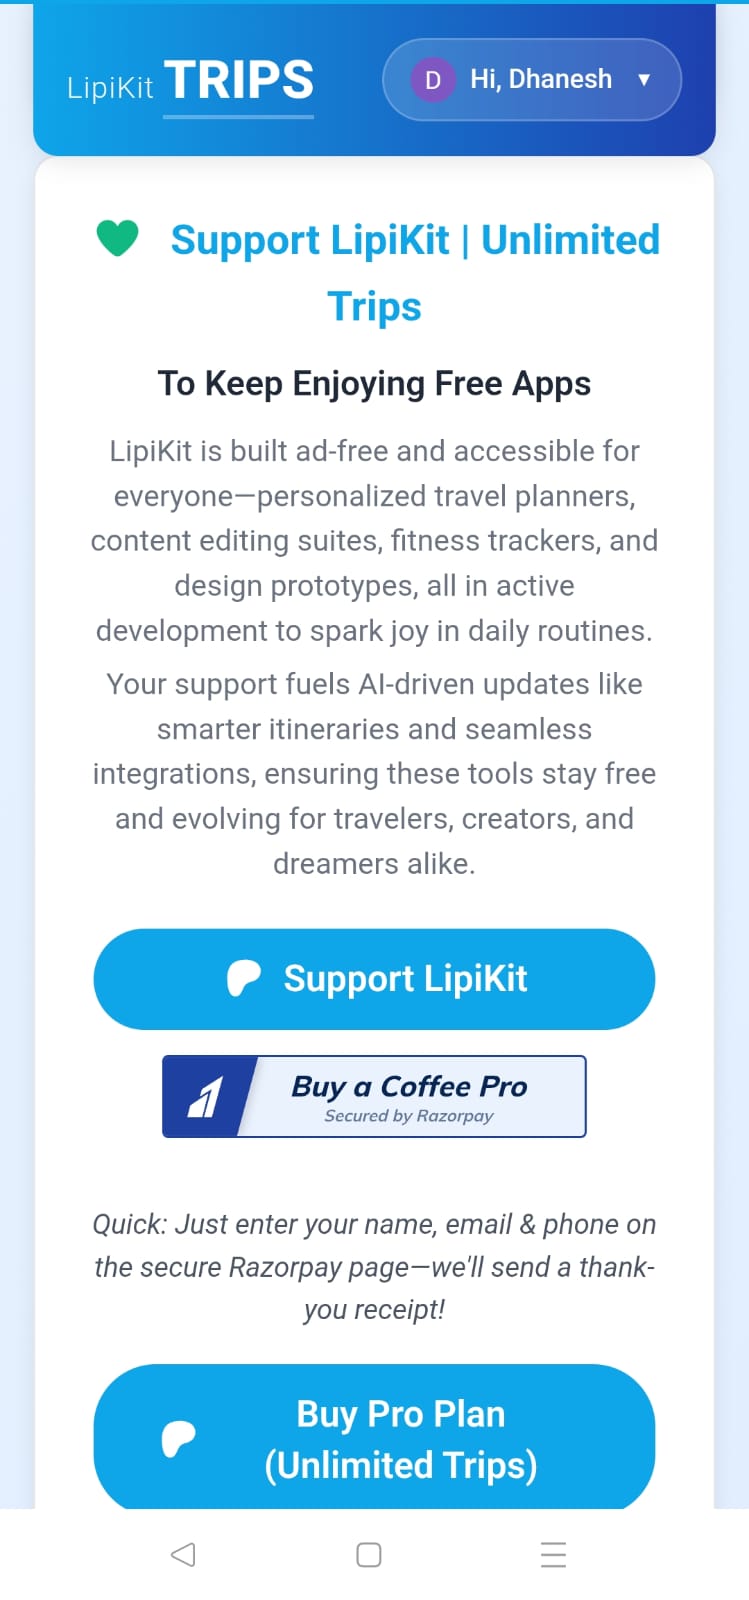 LipiKit TRIPS
D Hi, Dhanesh ▼
Support LipiKit | Unlimited
Trips
To Keep Enjoying Free Apps
LipiKit is built ad-free and accessible for
everyone—personalized travel planners,
content editing suites, fitness trackers, and
design prototypes, all in active
development to spark joy in daily routines.
Your support fuels AI-driven updates like
smarter itineraries and seamless
integrations, ensuring these tools stay free
and evolving for travelers, creators, and
dreamers alike.
Support LipiKit
Buy a Coffee Pro
Secured by Razorpay
Quick: Just enter your name, email & phone on
the secure Razorpay page—we'll send a thank-
you receipt!
Buy Pro Plan
(Unlimited Trips)